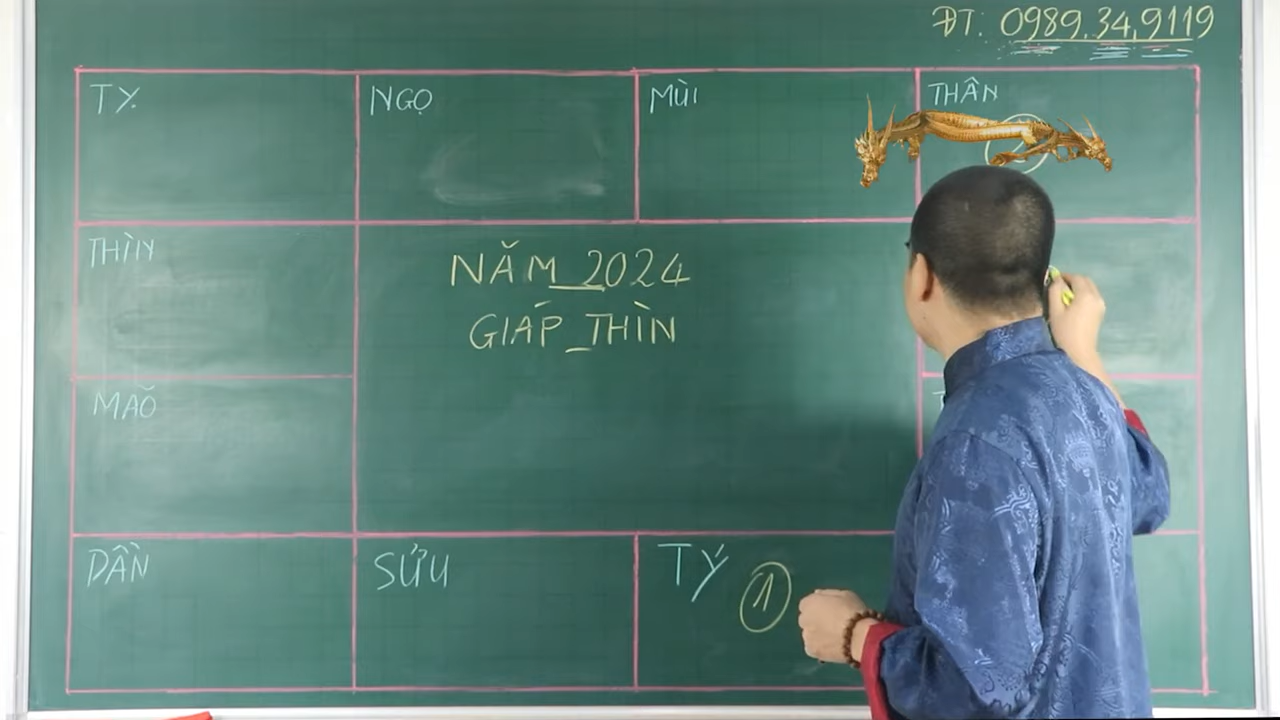 ĐT: 0989.34.9119
TỴ
NGỌ
MÙI
THÂN
THÌN
NĂM 2024
GIÁP THÌN
MÃO
DẦN
SỬU
TÝ
1